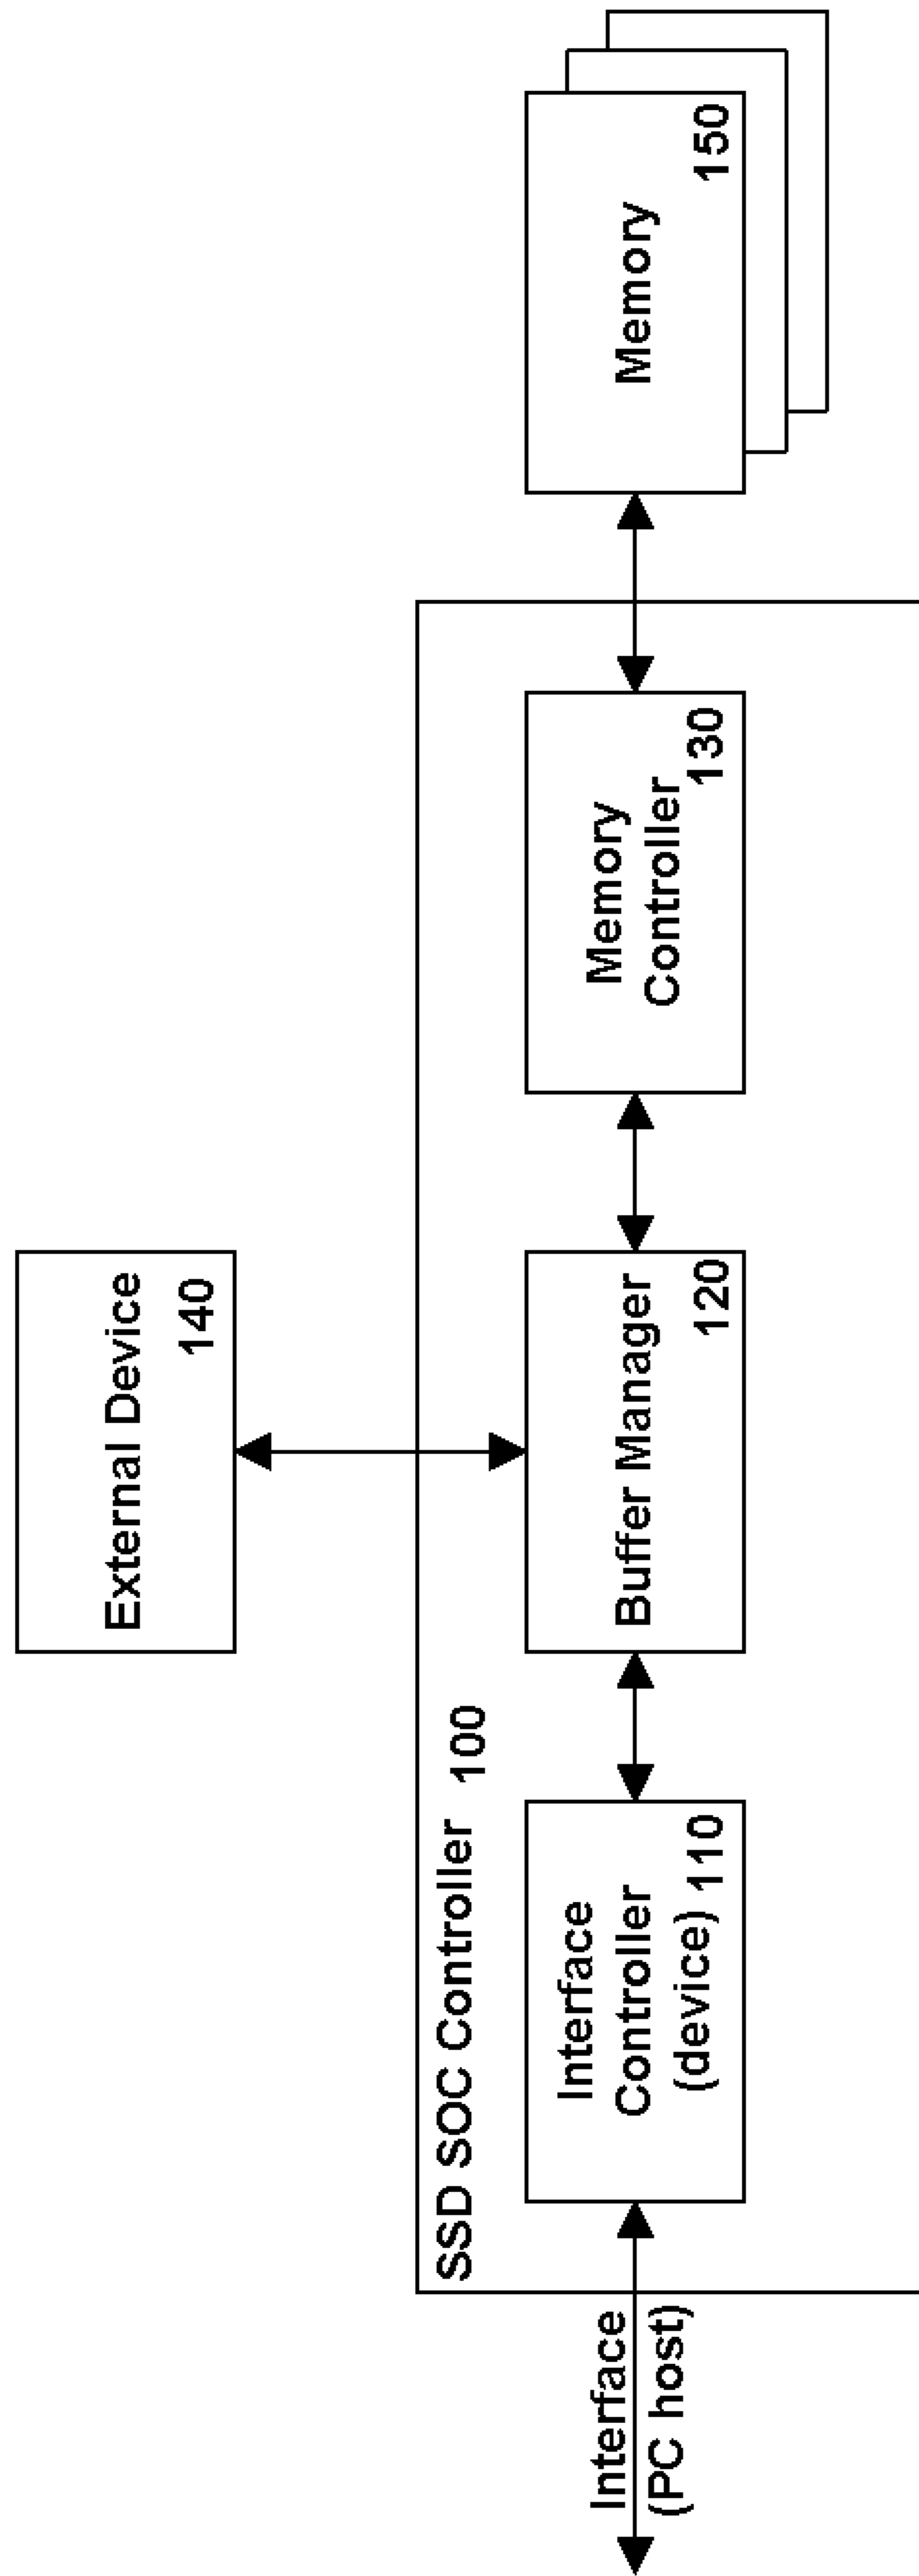 External Device
140
SSD SOC Controller 100
Interface
(PC host)
Interface
Controller
(device) 110
Buffer Manager
120
Memory
Controller
130
Memory
150